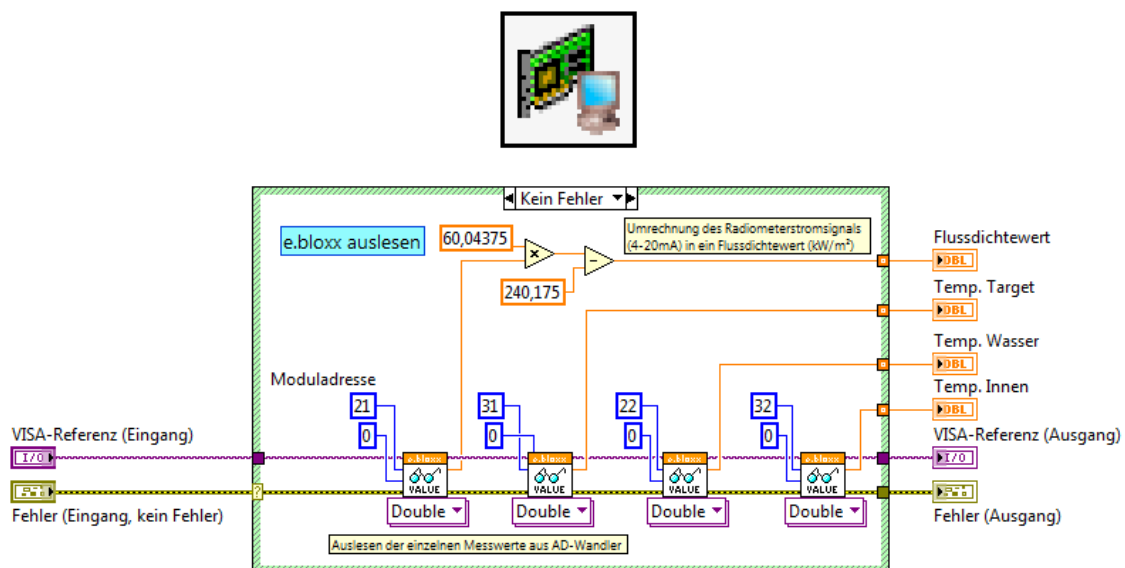 Kein Fehler
e.bloxx auslesen
60,04375
Umrechnung des Radiometerstromsignals
(4-20mA) in ein Flussdichtewert (kW/m²)
240,175
Flussdichtewert
DBL
Temp. Target
DBL
Temp. Wasser
DBL
Temp. Innen
DBL
Moduladresse
21
31
22
32
0
0
0
0
VISA-Referenz (Eingang)
I/O
VISA-Referenz (Ausgang)
I/O
e.bloxx
VALUE
e.bloxx
VALUE
e.bloxx
VALUE
e.bloxx
VALUE
?
Double
Double
Double
Double
Fehler (Eingang, kein Fehler)
Fehler (Ausgang)
Auslesen der einzelnen Messwerte aus AD-Wandler